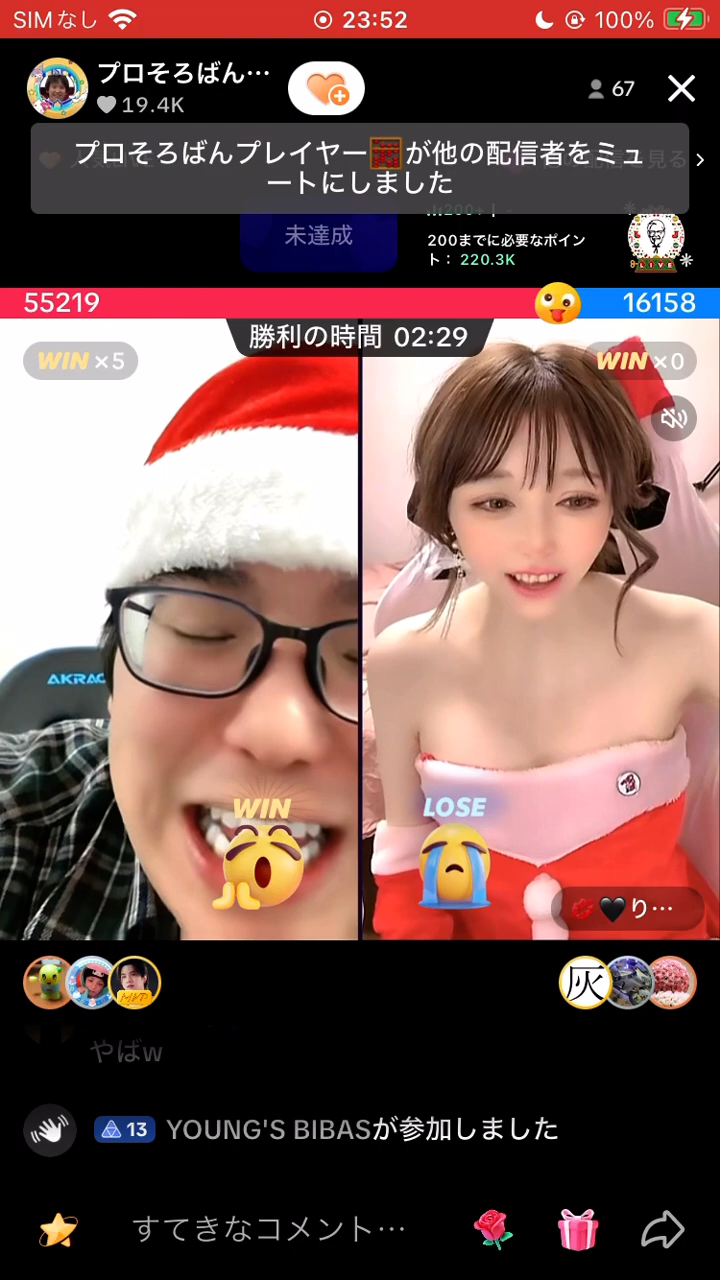 SIMなし 23:52 100%
プロそろばん…
19.4K
67
プロそろばんプレイヤー🧮が他の配信者をミュ
ートにしました
見る
未達成
200までに必要なポイン
ト： 220.3K
LIVE
55219 16158
勝利の時間 02:29
WIN ×5 WIN ×0
AKRAC
WIN LOSE
り…
MVP 灰
やばw
13 YOUNG'S BIBASが参加しました
すてきなコメント…